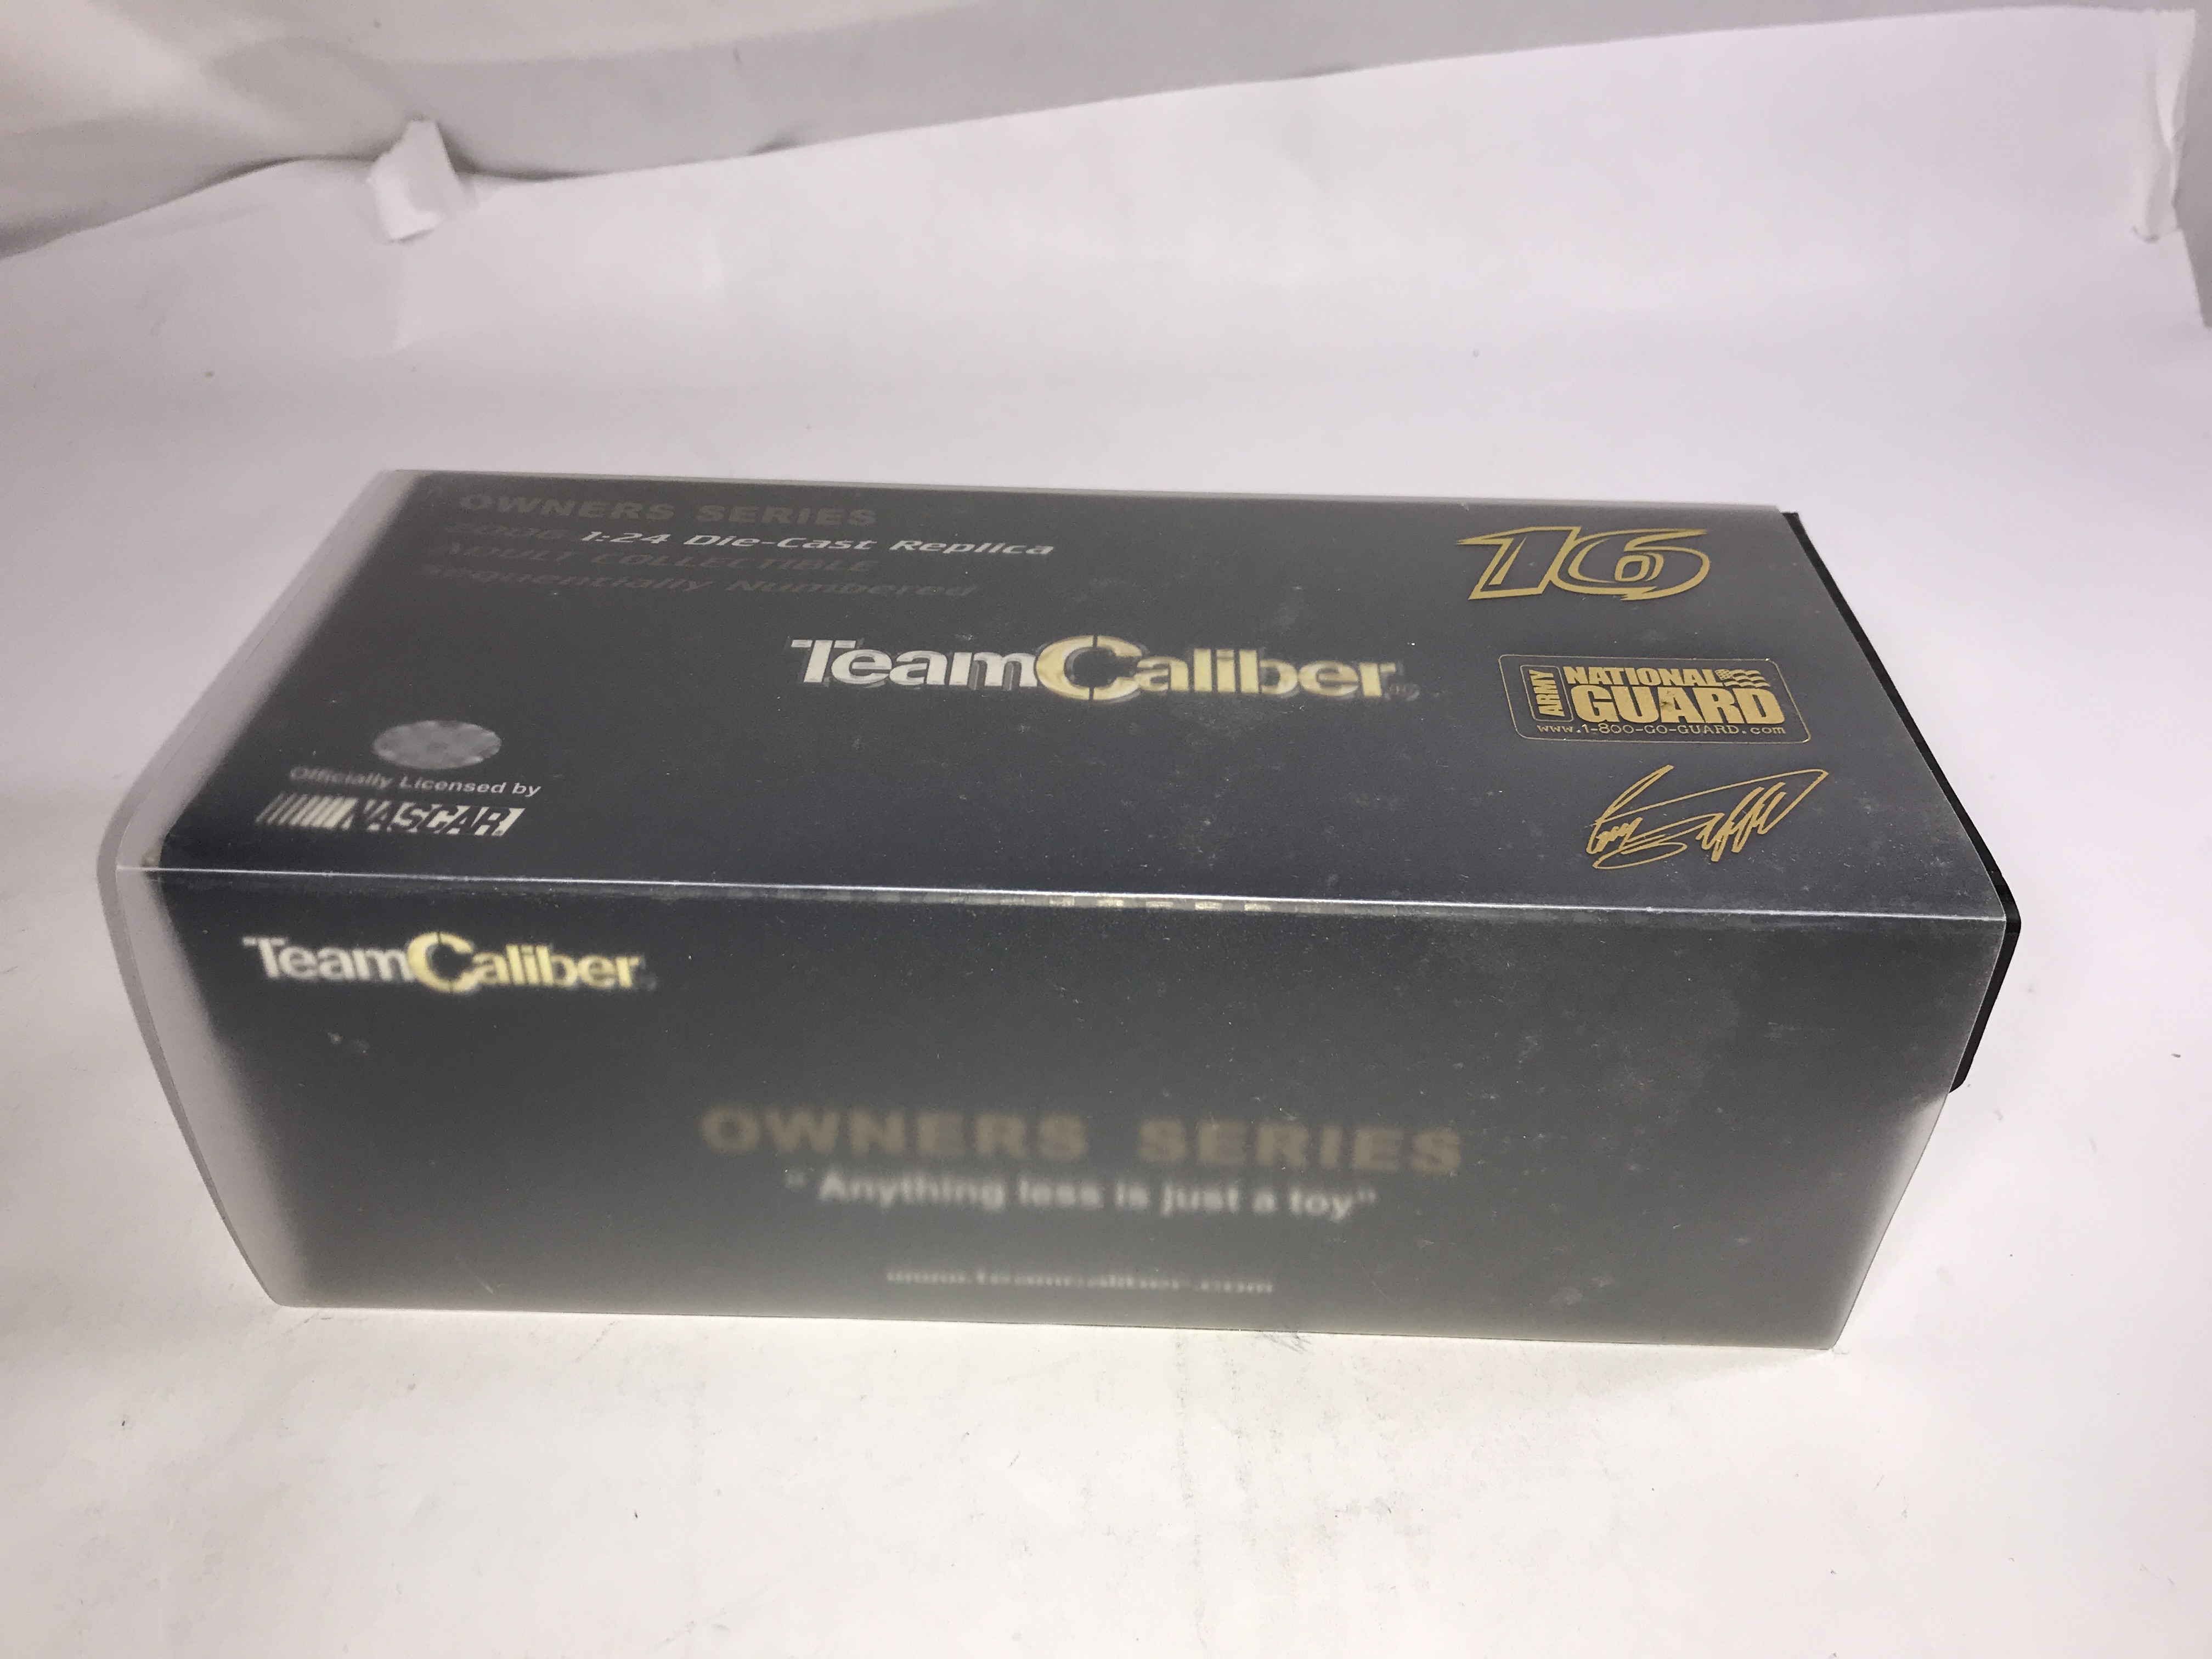 OWNERS SERIES
2006 1:24 Die-Cast Replica
ADULT COLLECTIBLE
Sequentially Numbered
16
TeamCaliber
ARMY NATIONAL GUARD
www.1-800-GO-GUARD.com
Officially Licensed by
NASCAR
TeamCaliber
OWNERS SERIES
"Anything less is just a toy"
www.teamcaliber.com